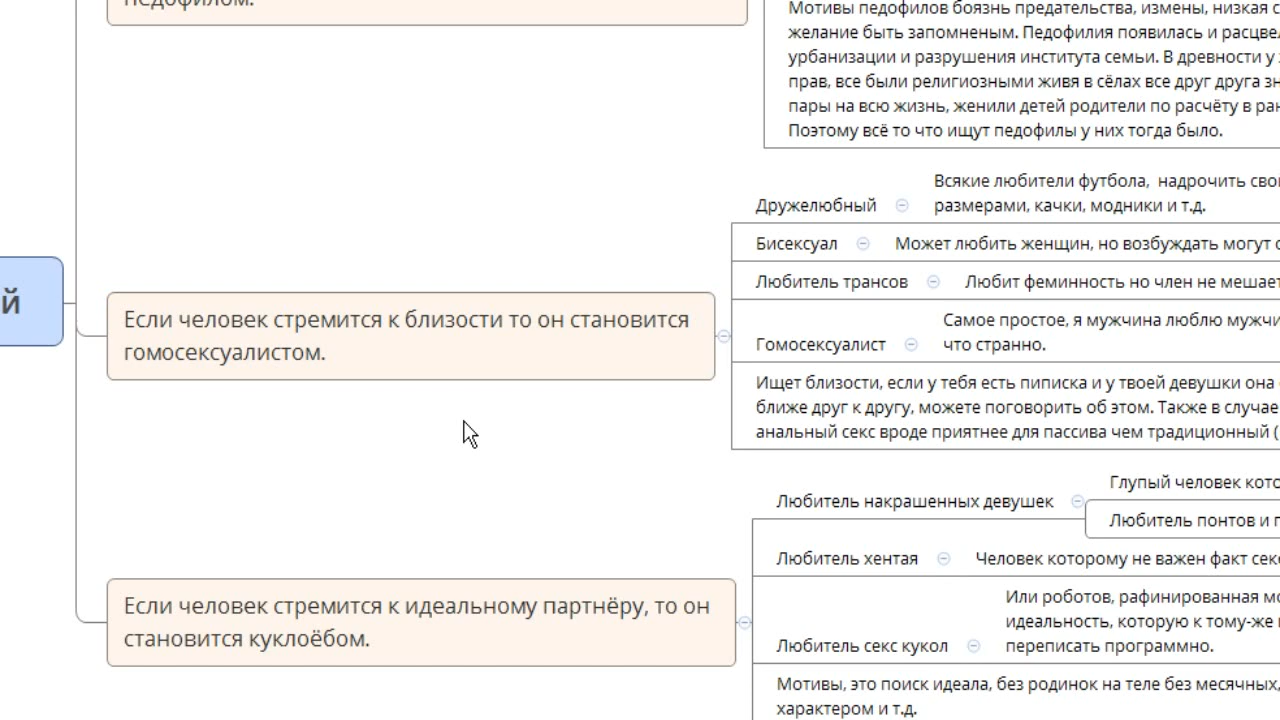 педофилом.
Мотивы педофилов боязнь предательства, измены, низкая
желание быть запомненым. Педофилия появилась и
урбанизации и разрушения института семьи. В древности у
прав, все были религиозными живя в сёлах все друг друга
пары на всю жизнь, женили детей родители по расчёту в
Поэтому всё то что ищут педофилы у них тогда было.
Всякие любители футбола, надрочить
Дружелюбный
размерами, качки, модники и т.д.
Бисексуал
Может любить женщин, но возбуждать могут
Любитель трансов
Любит феминность но член не мешает
й
Если человек стремится к близости то он становится
гомосексуалистом.
Самое простое, я мужчина люблю
Гомосексуалист
что странно.
Ищет близости, если у тебя есть пиписка и у твоей девушки она
ближе друг к другу, можете поговорить об этом. Также в случае
анальный секс вроде приятнее для пассива чем традиционный (
Любитель накрашенных девушек
Глупый человек
Любитель понтов и
Любитель хентая
Человек которому не важен факт
Если человек стремится к идеальному партнёру, то он
становится куклоёбом.
Или роботов, рафинированная
идеальность, которую к тому-же
Любитель секс кукол
переписать программно.
Мотивы, это поиск идеала, без родинок на теле без месячных,
характером и т.д.